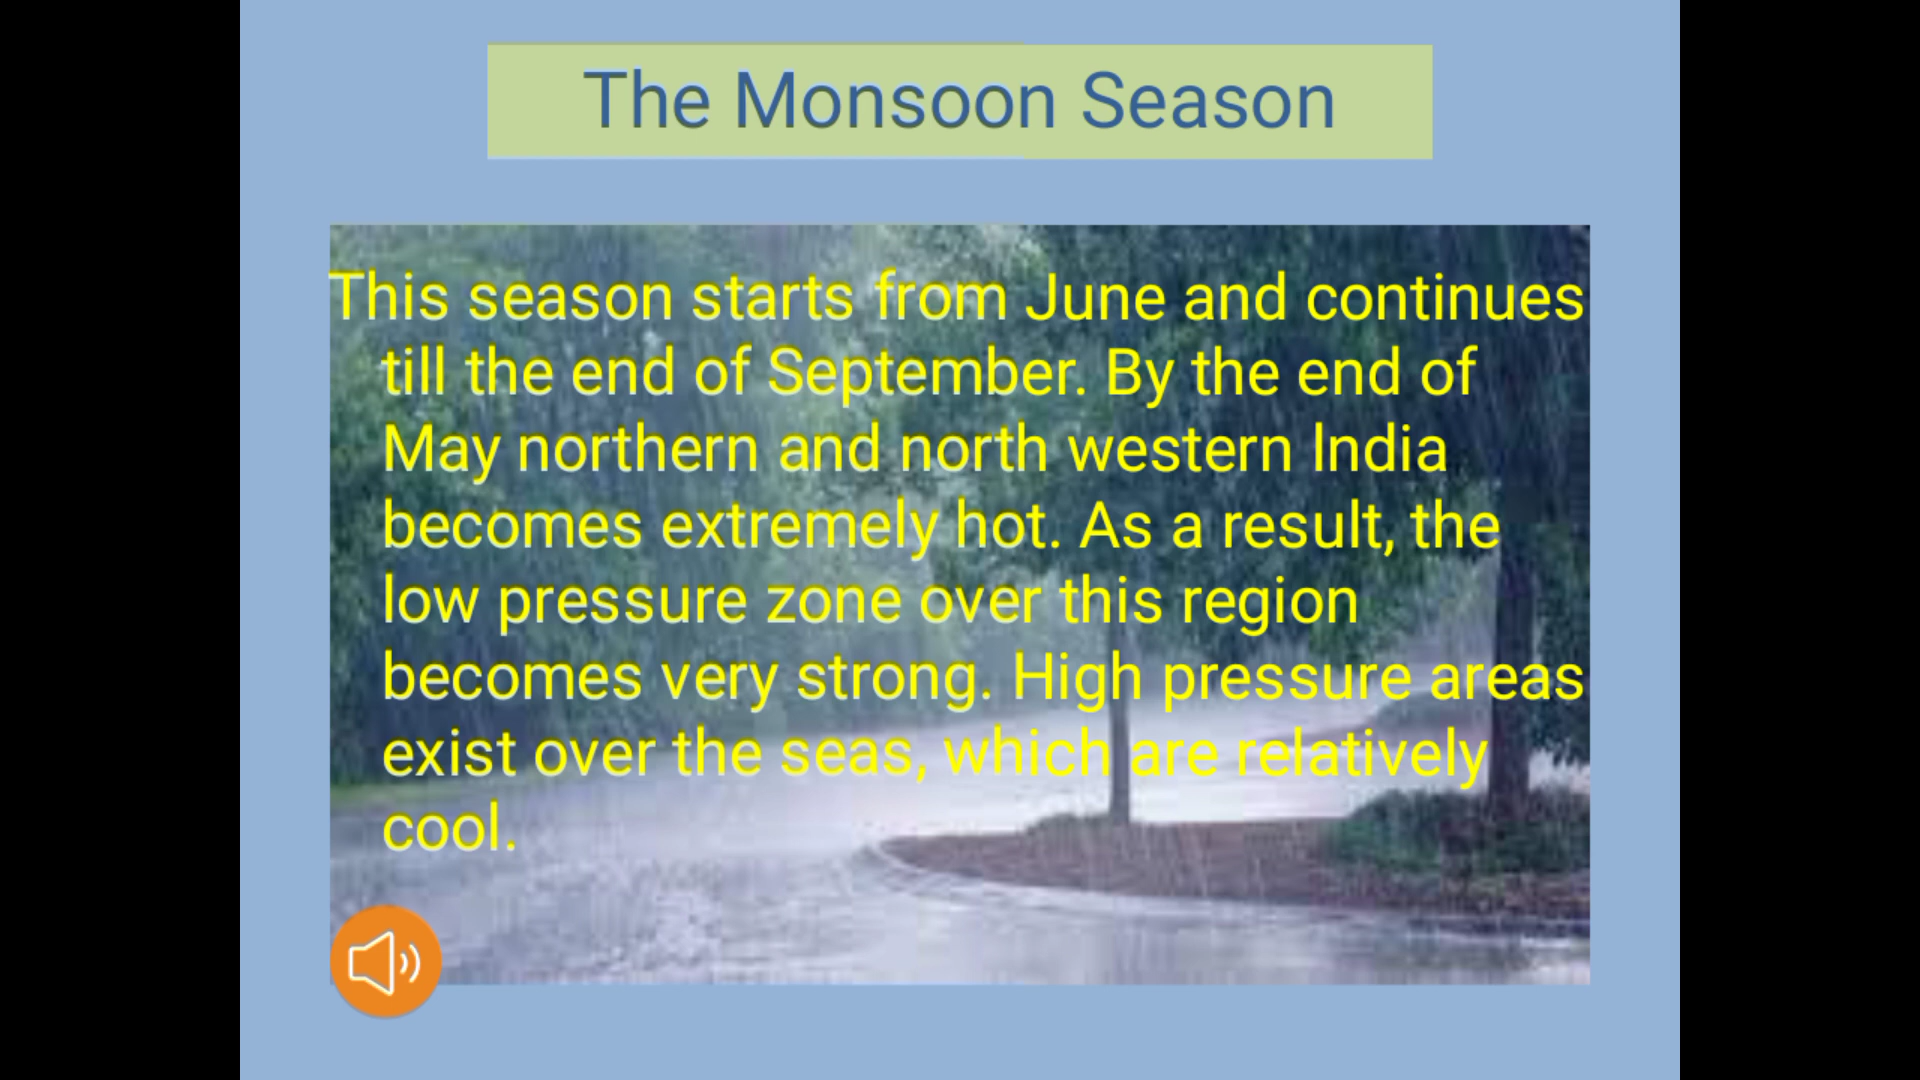 The Monsoon Season
This season starts from June and continues
till the end of September. By the end of
May northern and north western India
becomes extremely hot. As a result, the
low pressure zone over this region
becomes very strong. High pressure areas
exist over the seas, which are relatively
cool.